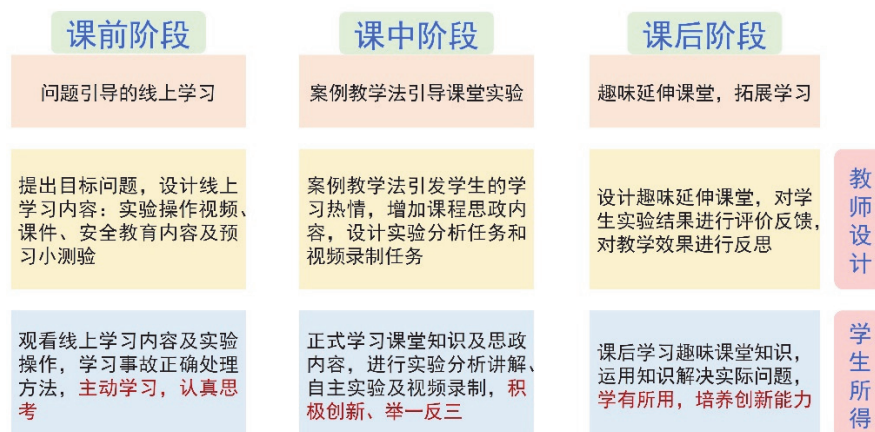 课前阶段
课中阶段
课后阶段
问题引导的线上学习
案例教学法引导课堂实验
趣味延伸课堂，拓展学习
提出目标问题，设计线上
学习内容：实验操作视频、
课件、安全教育内容及预
习小测验
案例教学法引发学生的学
习热情，增加课程思政内
容，设计实验分析任务和
视频录制任务
设计趣味延伸课堂，对学
生实验结果进行评价反馈，
对教学效果进行反思
教师设计
观看线上学习内容及实验
操作，学习事故正确处理
方法，主动学习，认真思
考
正式学习课堂知识及思政
内容，进行实验分析讲解、
自主实验及视频录制，积
极创新、举一反三
课后学习趣味课堂知识，
运用知识解决实际问题，
学有所用，培养创新能力
学生所得